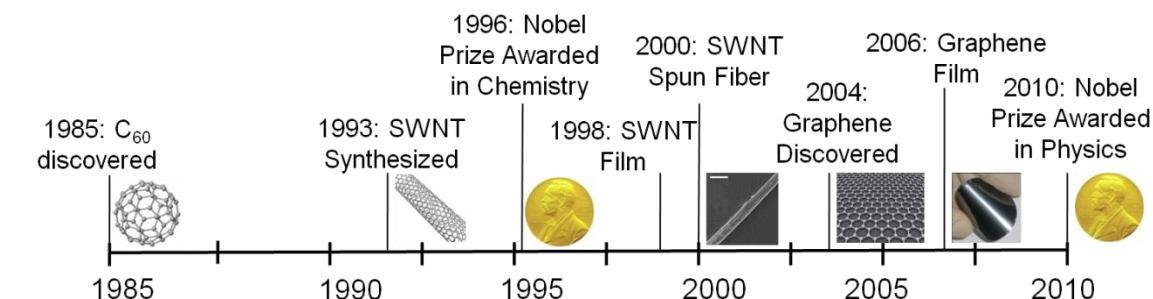 1985: C₆₀
discovered
1993: SWNT
Synthesized
1996: Nobel
Prize Awarded
in Chemistry
1998: SWNT
Film
2000: SWNT
Spun Fiber
2004:
Graphene
Discovered
2006: Graphene
Film
2010: Nobel
Prize Awarded
in Physics
1985
1990
1995
2000
2005
2010